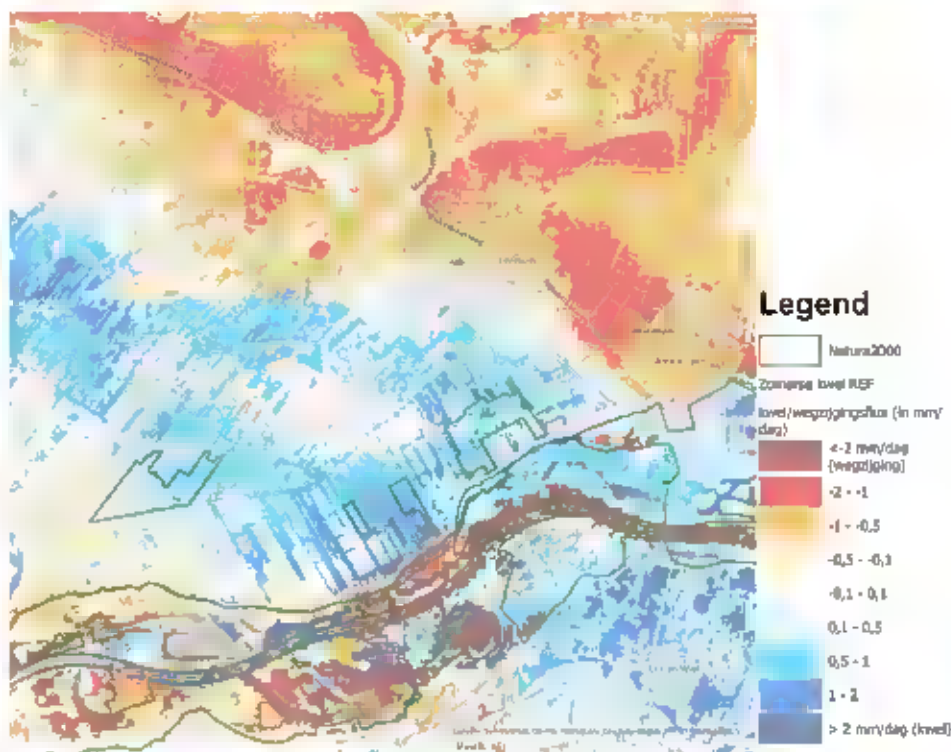 Legend
Natura2000
Zomerse kwel REF
kwel/wegzijgingsflux (in mm/
dag)
<-2 mm/dag
(wegzijging)
-2 - -1
-1 - -0,5
-0,5 - -0,1
-0,1 - 0,1
0,1 - 0,5
0,5 - 1
1 - 2
> 2 mm/dag (kwel)